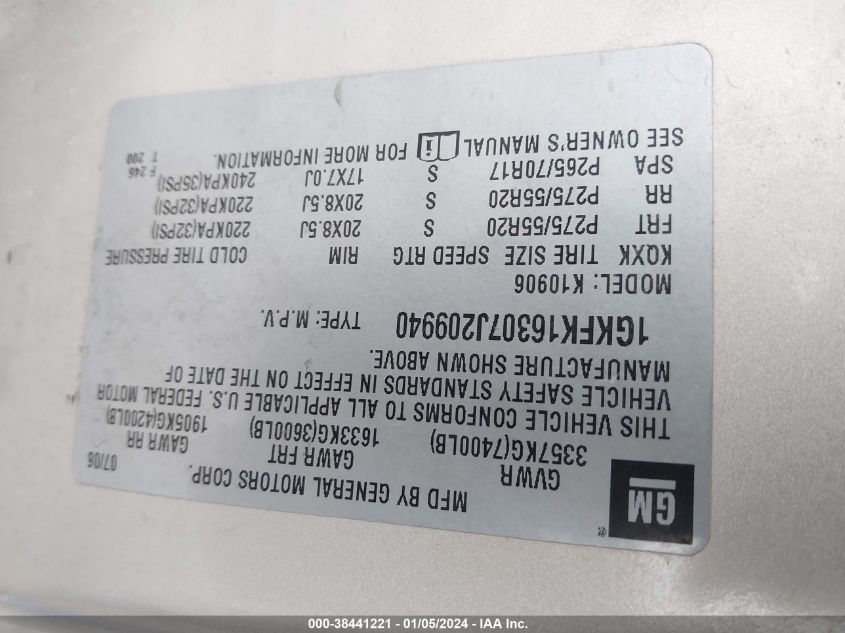 GM
®
MFD BY GENERAL MOTORS CORP.
07/06
GVWR GAWR FRT GAWR RR
3357KG(7400LB) 1633KG(3600LB) 1905KG(4200LB)
THIS VEHICLE CONFORMS TO ALL APPLICABLE U.S. FEDERAL MOTOR
VEHICLE SAFETY STANDARDS IN EFFECT ON THE DATE OF
MANUFACTURE SHOWN ABOVE.
1GKFK16307J209940 TYPE: M.P.V.
MODEL: K10906
KQXK TIRE SIZE SPEED RTG RIM COLD TIRE PRESSURE
FRT P275/55R20 S 20X8.5J 220KPA(32PSI)
RR P275/55R20 S 20X8.5J 220KPA(32PSI)
SPA P265/70R17 S 17X7.0J 240KPA(35PSI)
SEE OWNER'S MANUAL i FOR MORE INFORMATION.
F 246
T 200
000-38441221 - 01/05/2024 - IAA Inc.